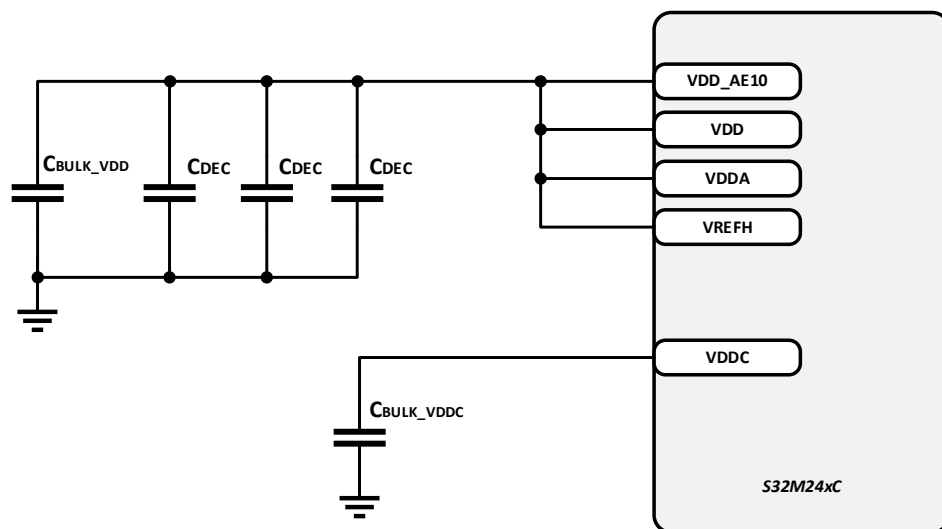 VDD_AE10
VDD
CBULK_VDD
CDEC
CDEC
CDEC
VDDA
VREFH
VDDC
CBULK_VDDC
S32M24xC